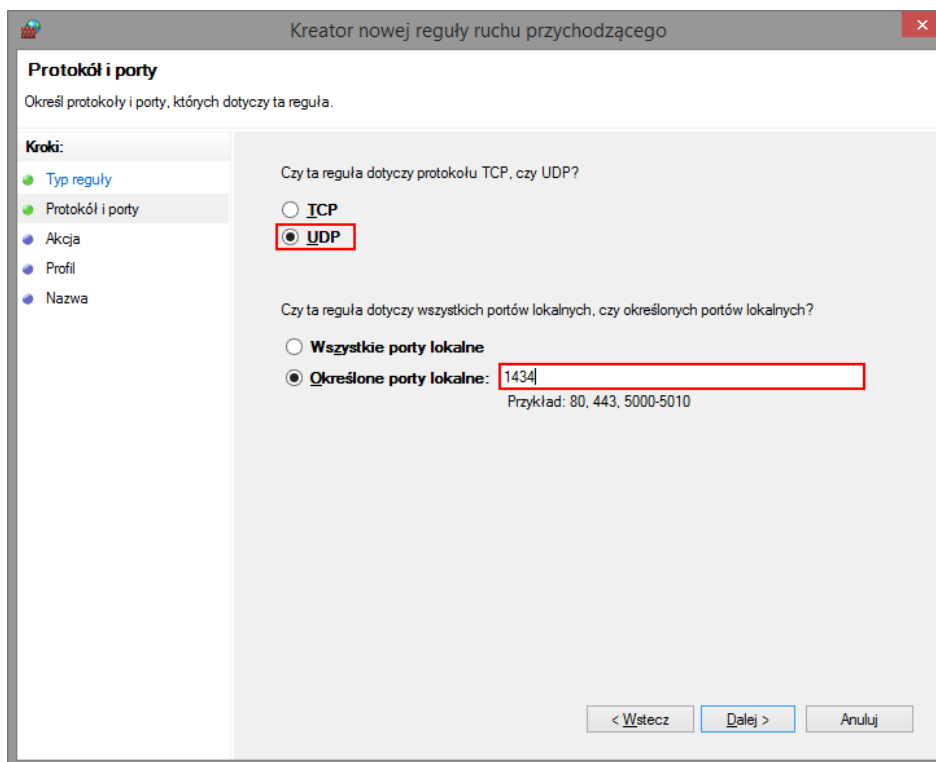 Kreator nowej reguły ruchu przychodzącego
Protokół i porty
Określ protokoły i porty, których dotyczy ta reguła.
Kroki:
Typ reguły
Protokół i porty
Akcja
Profil
Nazwa
Czy ta reguła dotyczy protokołu TCP, czy UDP?
TCP
UDP
Czy ta reguła dotyczy wszystkich portów lokalnych, czy określonych portów lokalnych?
Wszystkie porty lokalne
Określone porty lokalne: 1434
Przykład: 80, 443, 5000-5010
< Wstecz Dalej > Anuluj